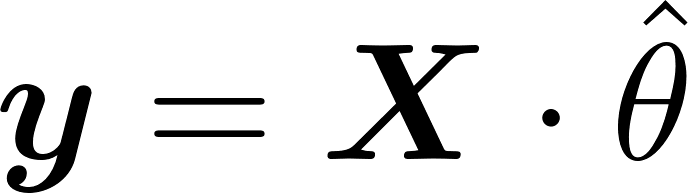 y = X · θ̂